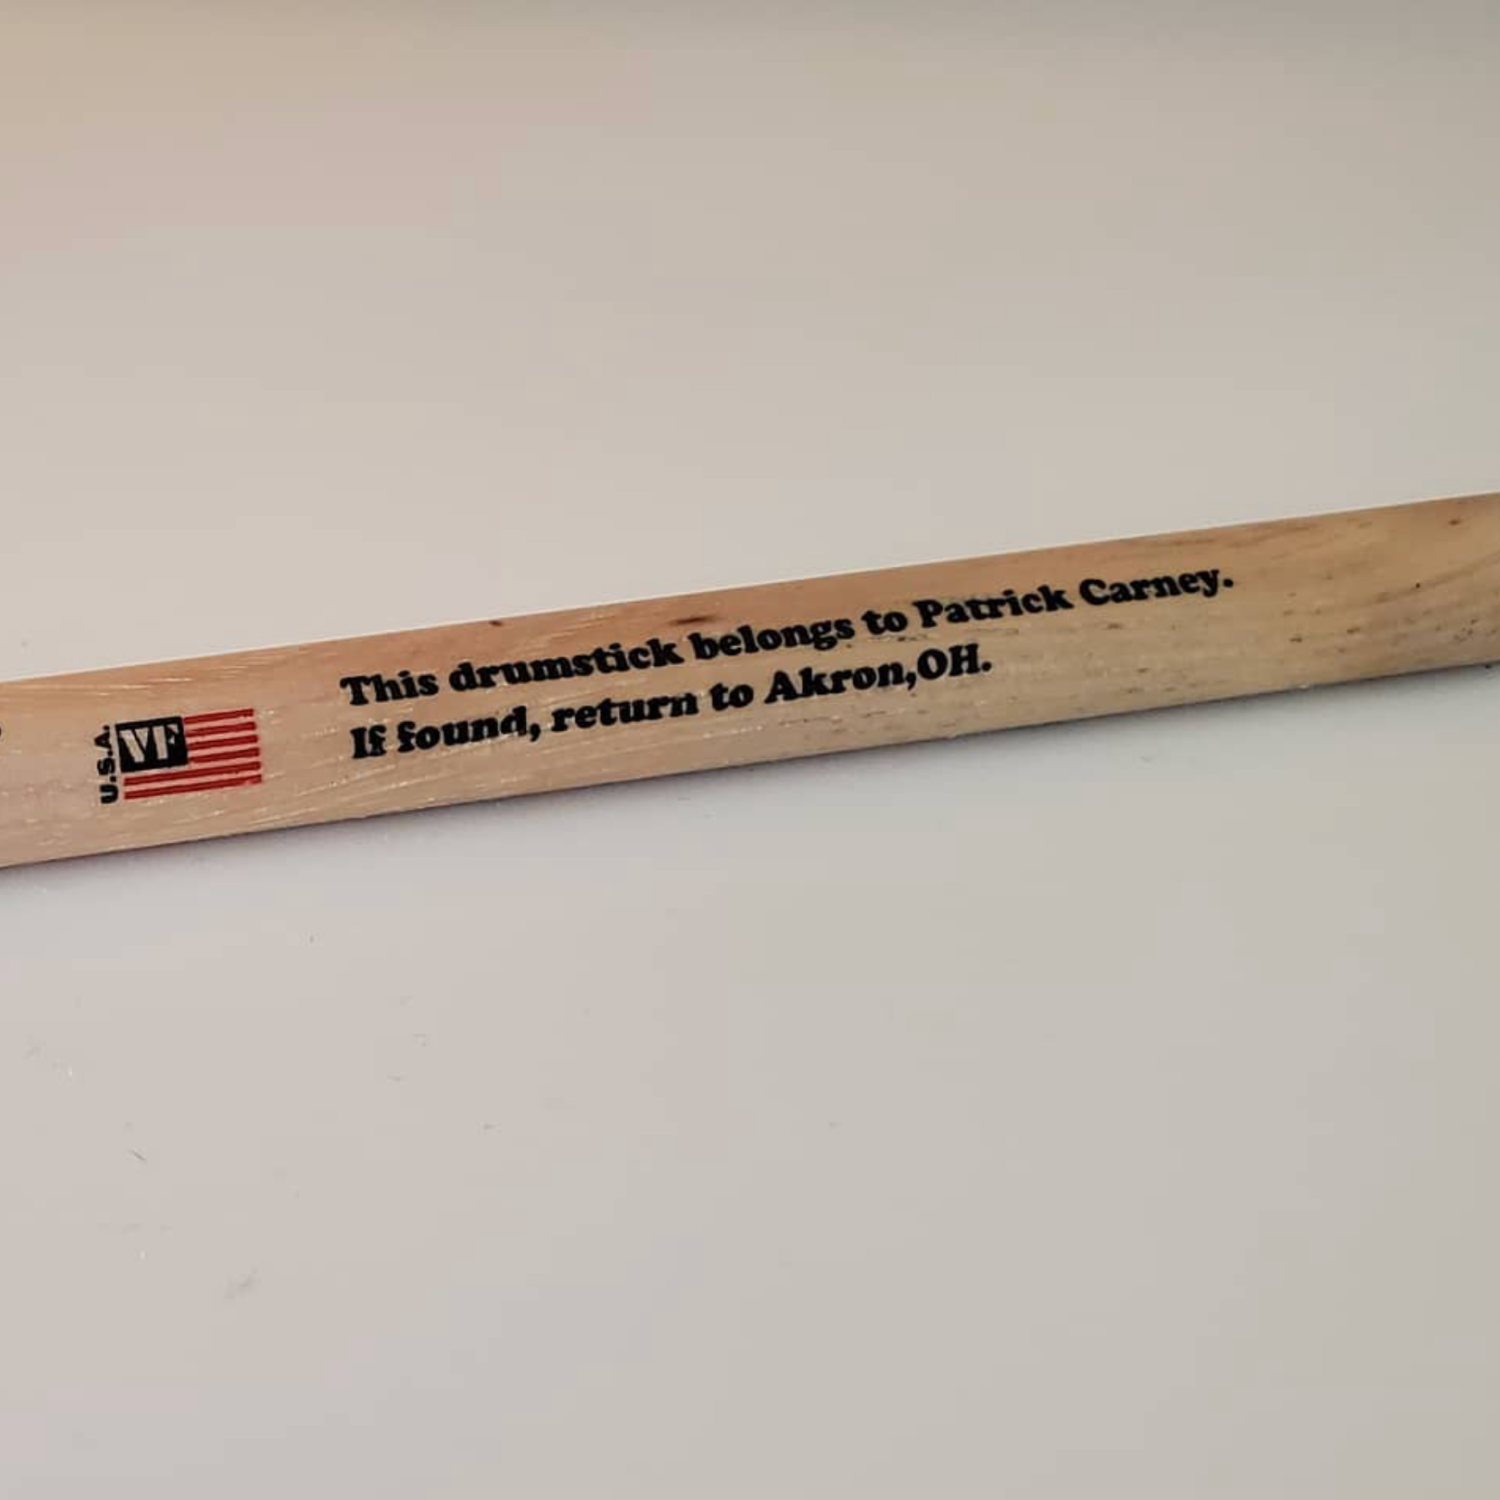 U.S.A.
VF
This drumstick belongs to Patrick Carney.
If found, return to Akron,OH.